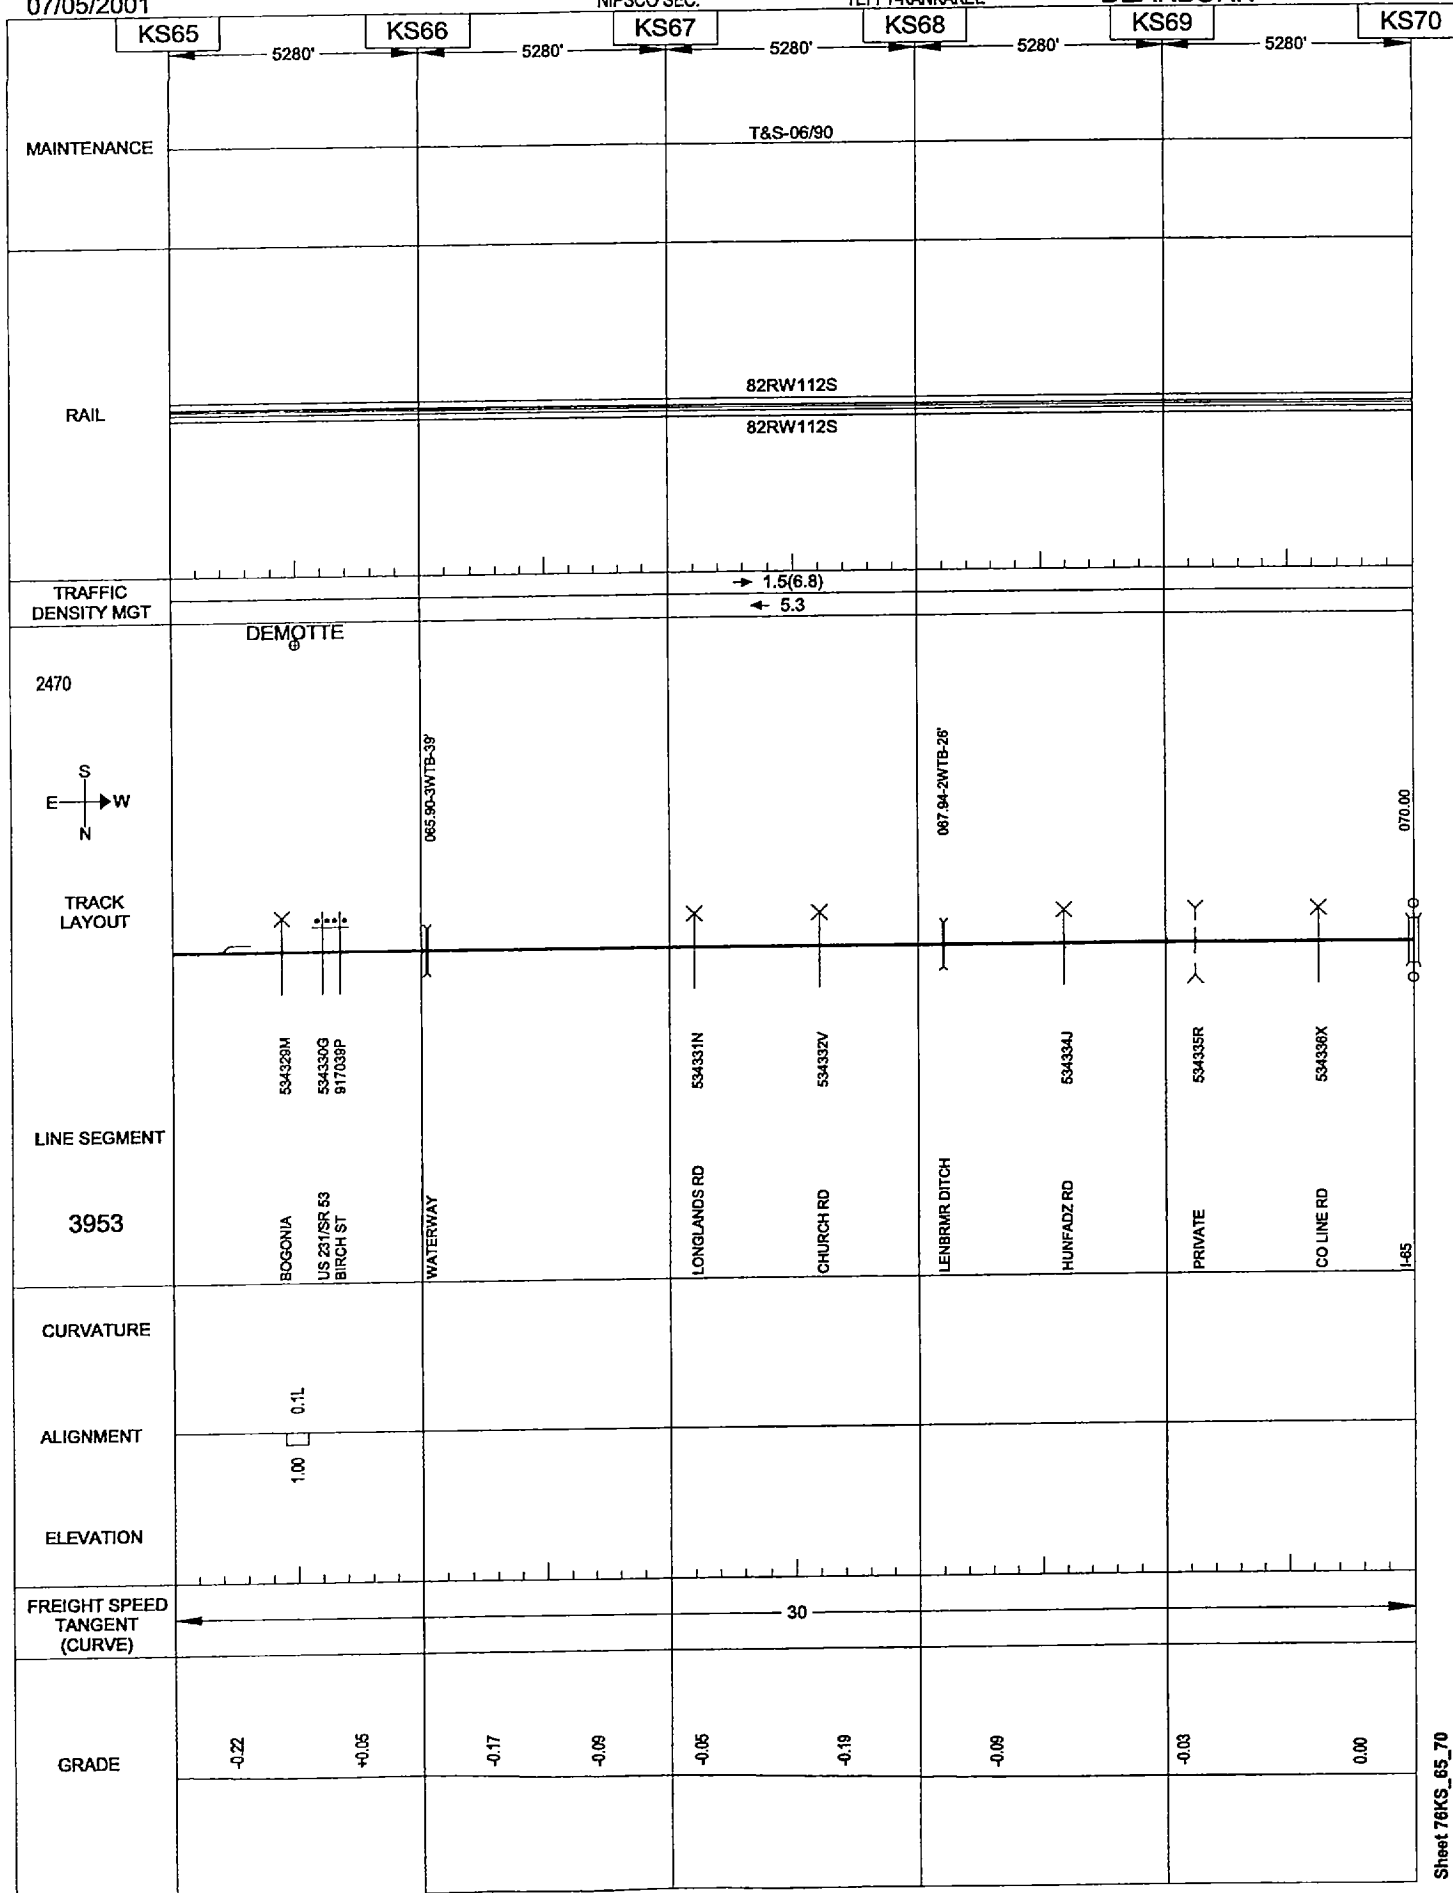 07/05/2001
NIPSCO SEC.
KS65
KS66
KS67
KS68
KS69
KS70
5280'
5280'
5280'
5280'
5280'
MAINTENANCE
T&S-06/90
RAIL
82RW112S
82RW112S
TRAFFIC
DENSITY MGT
1.5(6.8)
5.3
DEMOTTE
2470
S
E
W
N
065.90-3WTB-39'
067.94-2WTB-26'
070.00
TRACK
LAYOUT
534329M
534330G
917039P
534331N
534332V
534334J
534335R
534336X
LINE SEGMENT
3953
BOGONIA
US 231/SR 53
BIRCH ST
WATERWAY
LONGLANDS RD
CHURCH RD
LENBRMR DITCH
HUNFADZ RD
PRIVATE
CO LINE RD
I-65
CURVATURE
0.1L
ALIGNMENT
1.00
ELEVATION
FREIGHT SPEED
TANGENT
(CURVE)
30
GRADE
-0.22
+0.05
-0.17
-0.09
-0.05
-0.19
-0.09
-0.03
0.00
Sheet 76KS_65_70